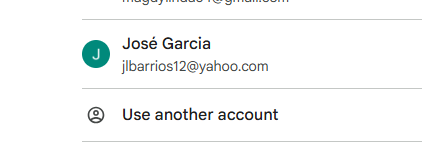 José Garcia
jlbarrios12@yahoo.com
Use another account